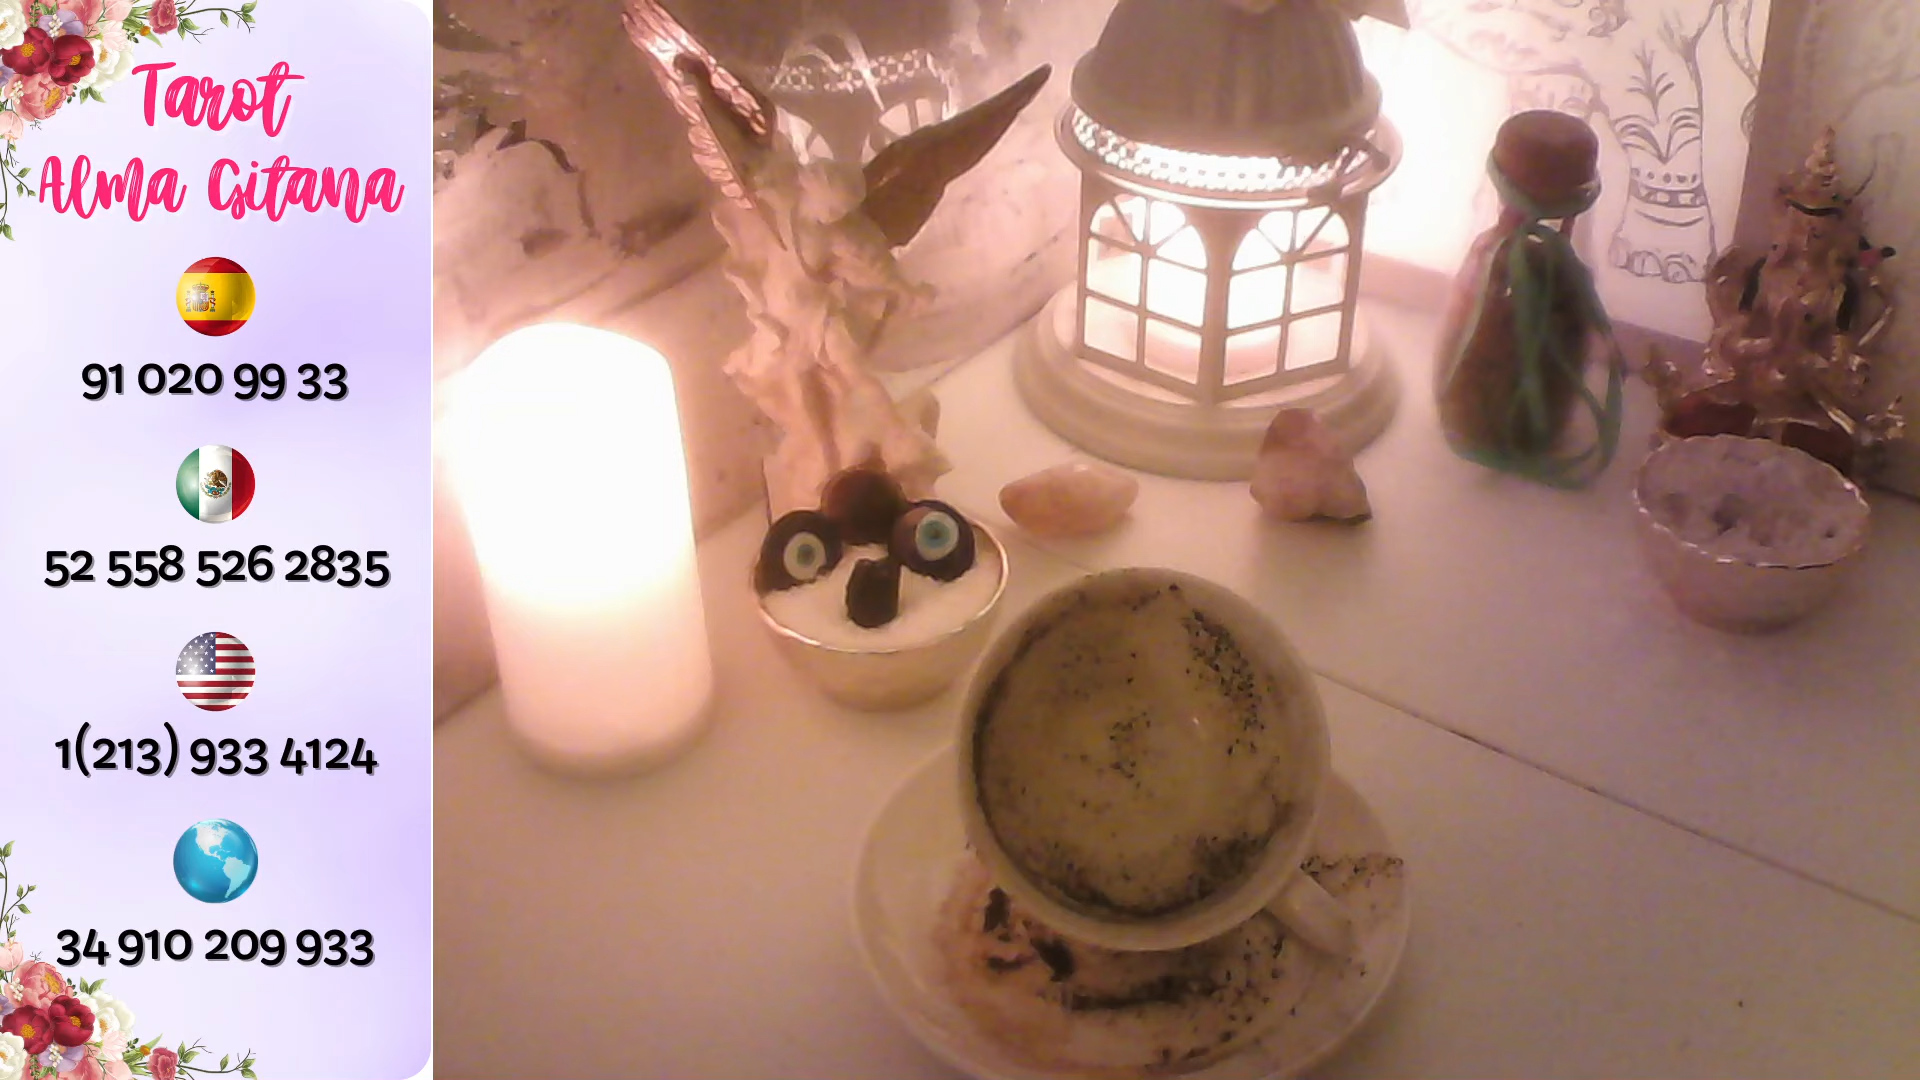 Tarot
Alma Gitana
91 020 99 33
52 558 526 2835
1(213) 933 4124
34 910 209 933